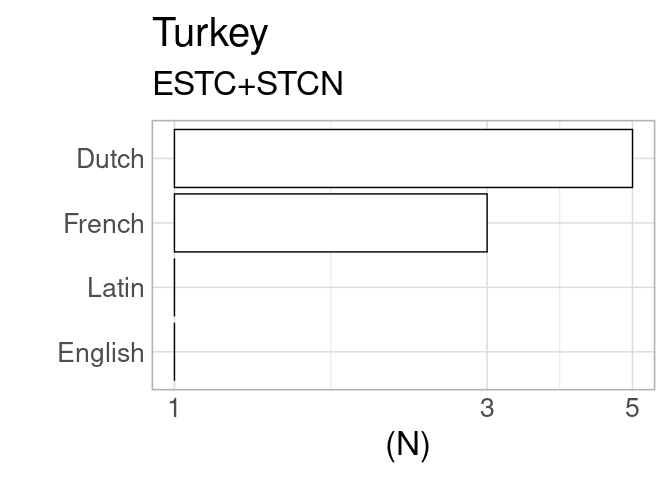 Turkey
ESTC+STCN
Dutch
French
Latin
English
1 3 5
(N)